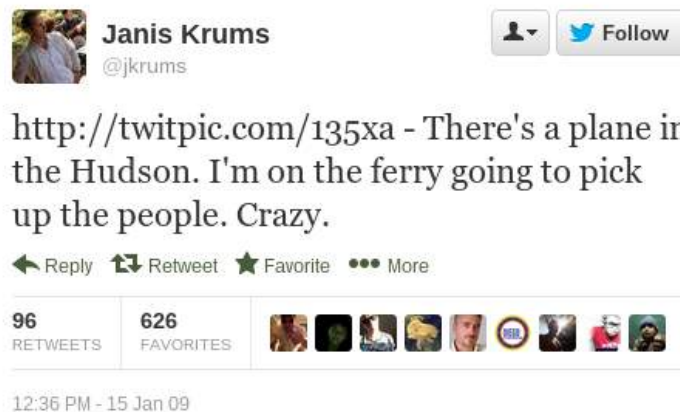 Janis Krums
@jkrums
Follow
http://twitpic.com/135xa - There's a plane in
the Hudson. I'm on the ferry going to pick
up the people. Crazy.
Reply Retweet Favorite ••• More
96
RETWEETS
626
FAVORITES
12:36 PM - 15 Jan 09